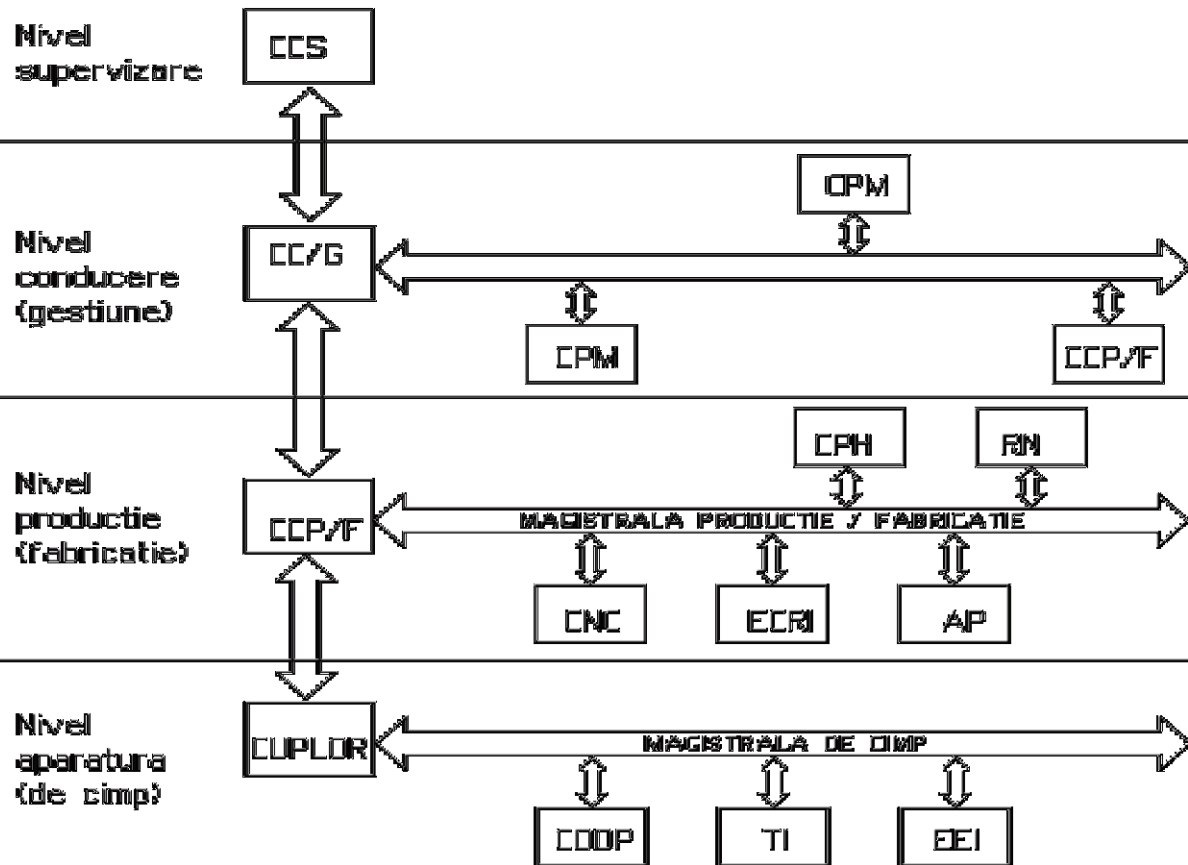 Nivel
supervizare
CCS
CPM
Nivel
conducere
(gestiune)
CC/G
CPM
CCP/F
CPH
RN
Nivel
productie
(fabricatie)
CCP/F
MAGISTRALA PRODUCTIE / FABRICATIE
CNC
ECRI
AP
Nivel
aparatura
(de cimp)
CUPLOR
MAGISTRALA DE CIMP
TI
EEI